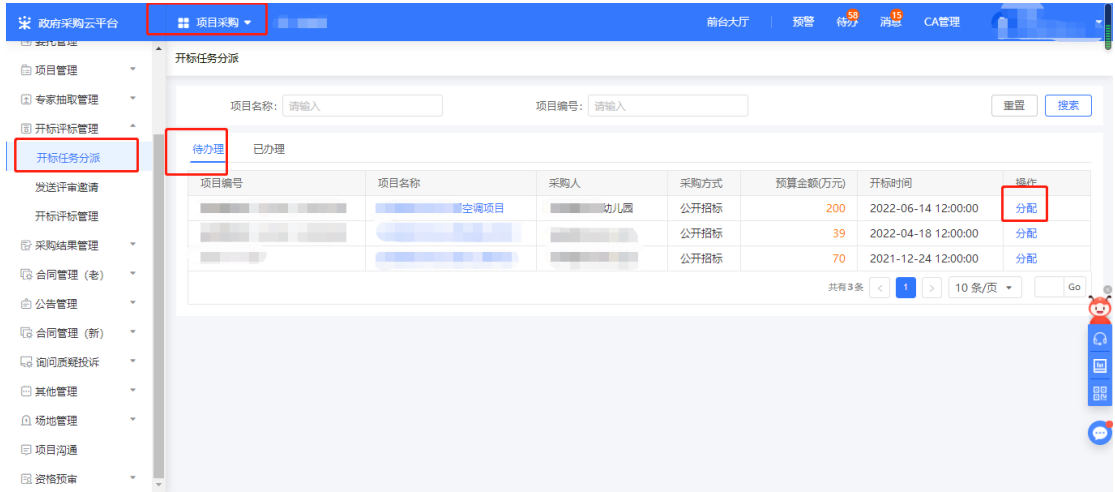 政府采购云平台 项目采购 前台大厅 预警 待办 58 消息 15 CA管理
委托管理
项目管理
专家抽取管理
开标评标管理
开标任务分派
发送评审邀请
开标评标管理
采购结果管理
合同管理（老）
公告管理
合同管理（新）
询问质疑投诉
其他管理
场地管理
项目沟通
资格预审
开标任务分派
项目名称： 请输入 项目编号： 请输入 重置 搜索
待办理 已办理
项目编号 项目名称 采购人 采购方式 预算金额(万元) 开标时间 操作
空调项目 幼儿园 公开招标 200 2022-06-14 12:00:00 分配
公开招标 39 2022-04-18 12:00:00 分配
公开招标 70 2021-12-24 12:00:00 分配
共有3条 < 1 > 10 条/页 Go